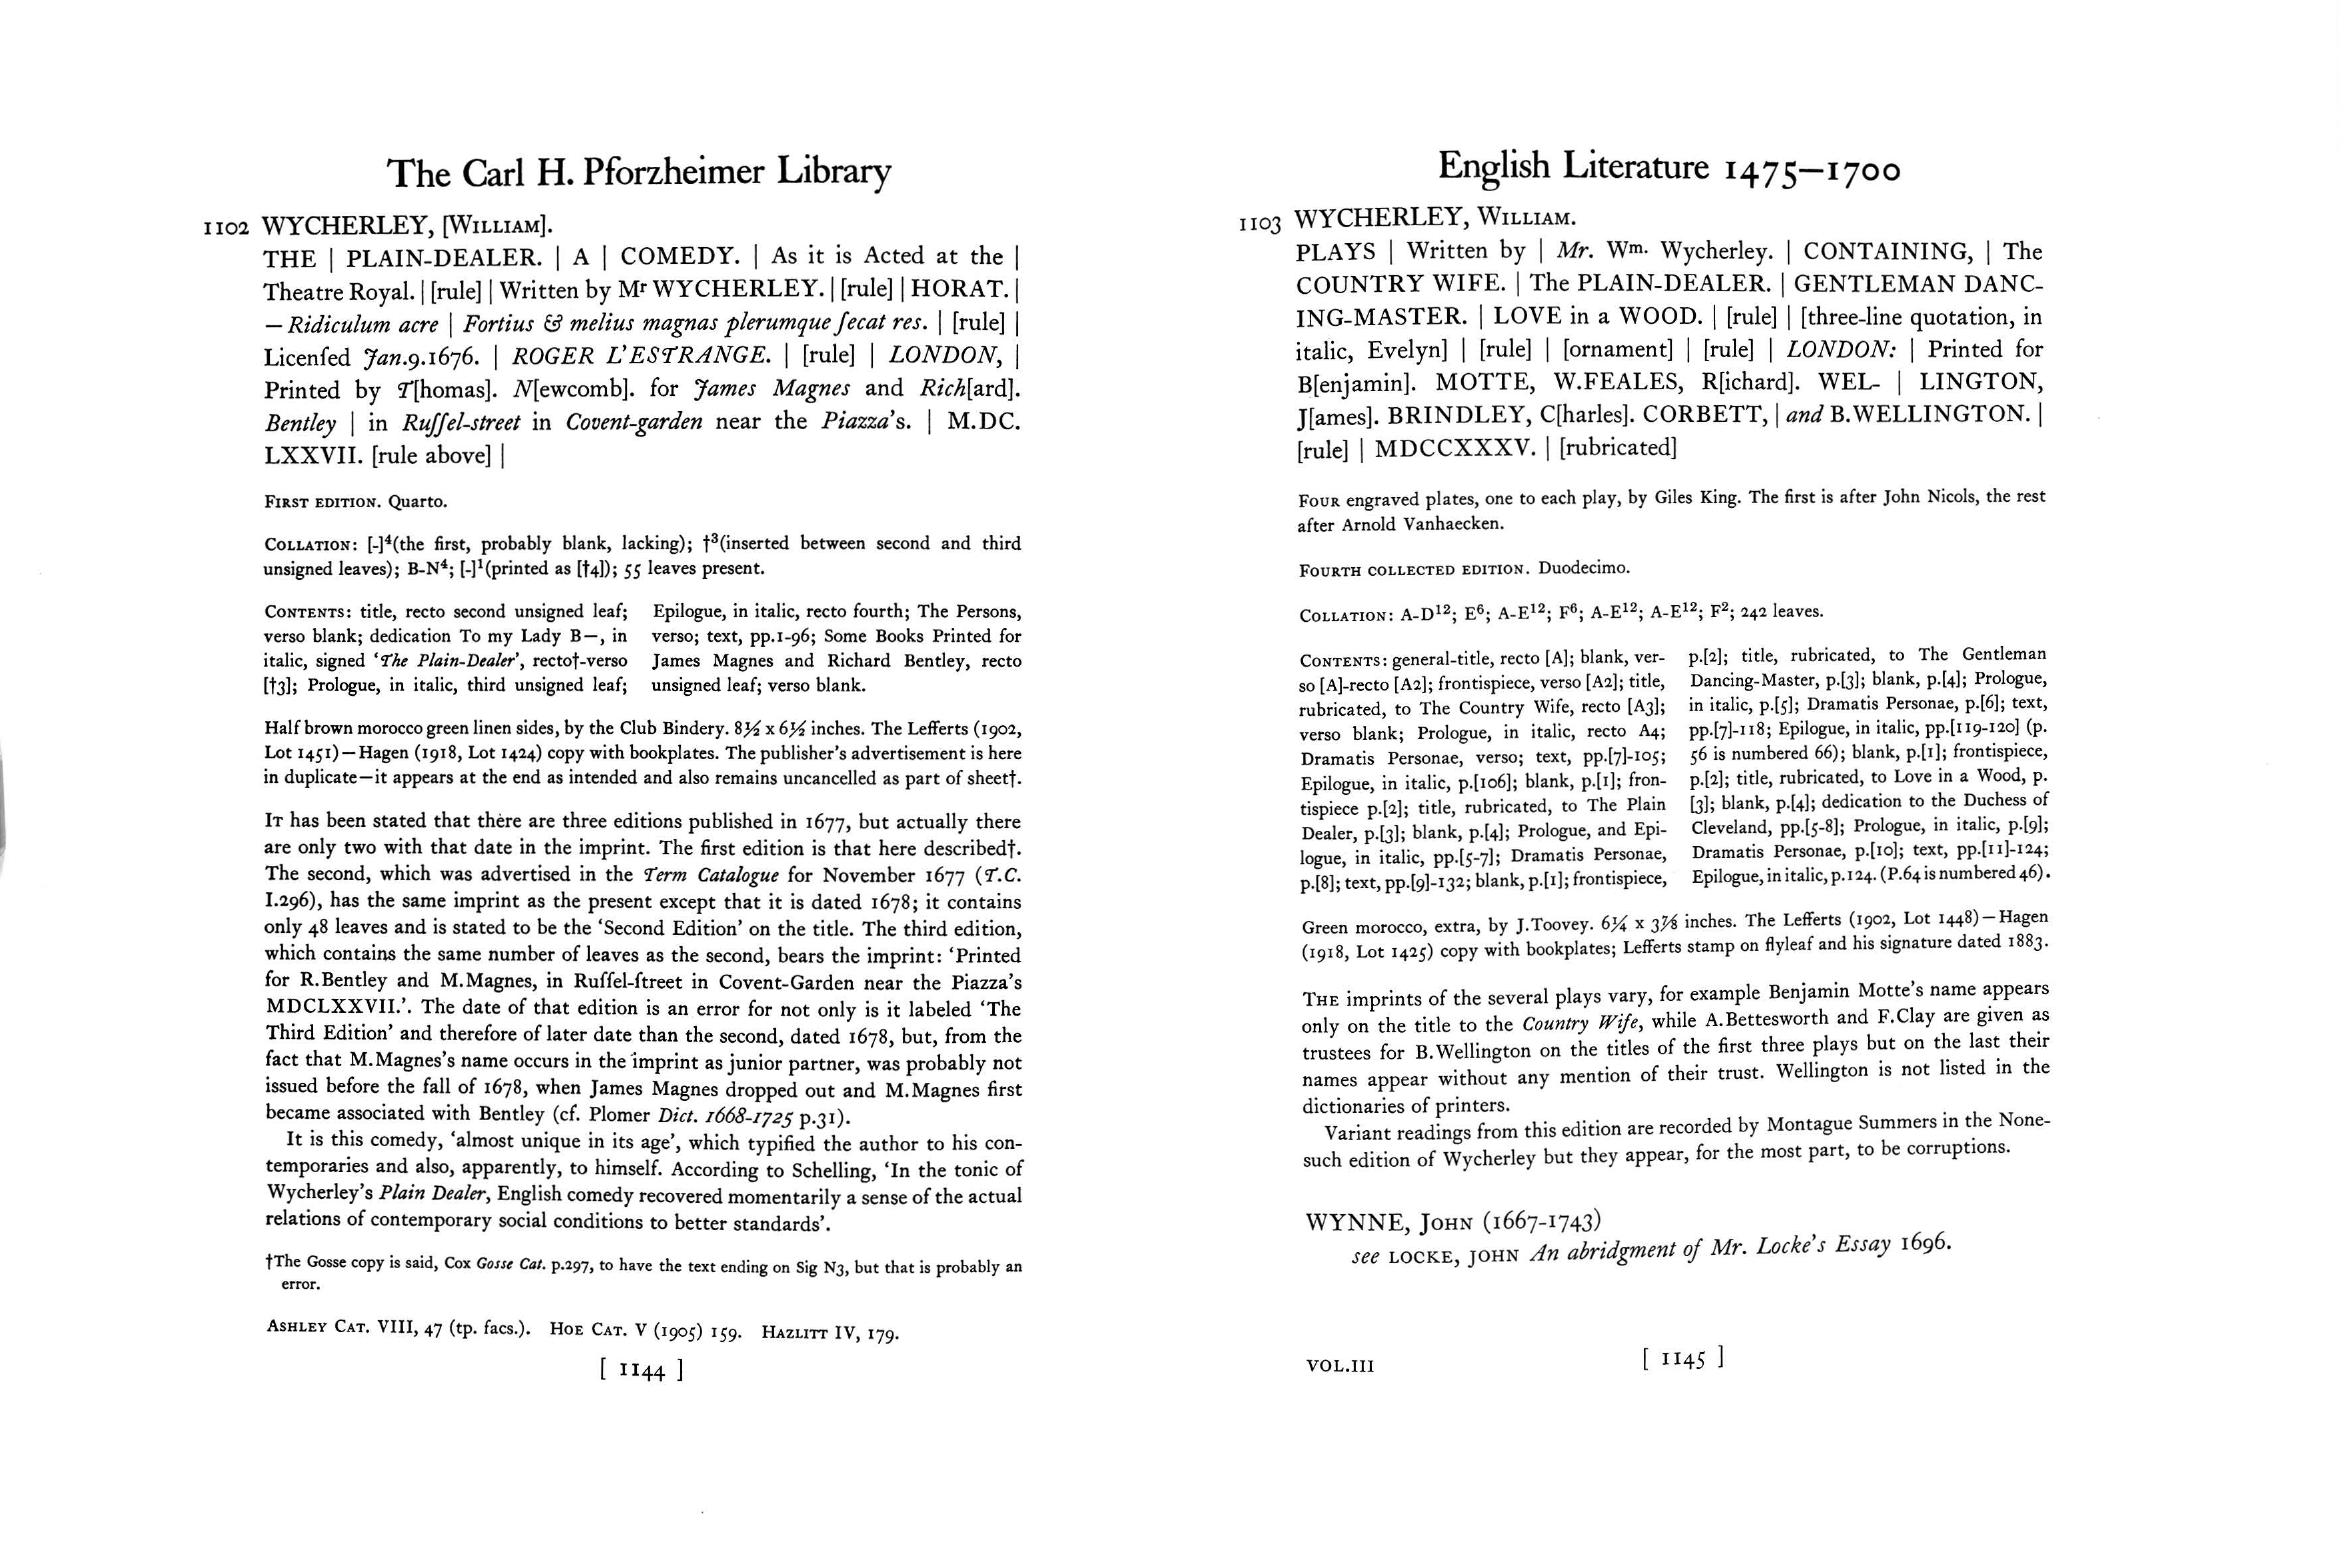 The Carl H. Pforzheimer Library
1102 WYCHERLEY, [WILLIAM].
THE | PLAIN-DEALER. | A | COMEDY. | As it is Acted at the |
Theatre Royal. | [rule] | Written by Mr WYCHERLEY. | [rule] | HORAT. |
—Ridiculum acre | Fortius & melius magnas plerumque ſecat res. | [rule] |
Licenſed Jan.9.1676. | ROGER L'ESTRANGE. | [rule] | LONDON, |
Printed by T[homas]. N[ewcomb]. for James Magnes and Rich[ard].
Bentley | in Ruſſel-street in Covent-garden near the Piazza's. | M.DC.
LXXVII. [rule above] |
FIRST EDITION. Quarto.
COLLATION: [-]⁴(the first, probably blank, lacking); †³(inserted between second and third
unsigned leaves); B-N⁴; [-]¹(printed as [†4]); 55 leaves present.
CONTENTS: title, recto second unsigned leaf;
verso blank; dedication To my Lady B—, in
italic, signed 'The Plain-Dealer', recto†-verso
[†3]; Prologue, in italic, third unsigned leaf;
Epilogue, in italic, recto fourth; The Persons,
verso; text, pp.1-96; Some Books Printed for
James Magnes and Richard Bentley, recto
unsigned leaf; verso blank.
Half brown morocco green linen sides, by the Club Bindery. 8½ x 6½ inches. The Lefferts (1902,
Lot 1451)—Hagen (1918, Lot 1424) copy with bookplates. The publisher's advertisement is here
in duplicate—it appears at the end as intended and also remains uncancelled as part of sheet†.
IT has been stated that there are three editions published in 1677, but actually there
are only two with that date in the imprint. The first edition is that here described†.
The second, which was advertised in the Term Catalogue for November 1677 (T.C.
I.296), has the same imprint as the present except that it is dated 1678; it contains
only 48 leaves and is stated to be the 'Second Edition' on the title. The third edition,
which contains the same number of leaves as the second, bears the imprint: 'Printed
for R.Bentley and M.Magnes, in Ruſſel-ſtreet in Covent-Garden near the Piazza's
MDCLXXVII.'. The date of that edition is an error for not only is it labeled 'The
Third Edition' and therefore of later date than the second, dated 1678, but, from the
fact that M.Magnes's name occurs in the imprint as junior partner, was probably not
issued before the fall of 1678, when James Magnes dropped out and M.Magnes first
became associated with Bentley (cf. Plomer Dict. 1668-1725 p.31).
It is this comedy, 'almost unique in its age', which typified the author to his con-
temporaries and also, apparently, to himself. According to Schelling, 'In the tonic of
Wycherley's Plain Dealer, English comedy recovered momentarily a sense of the actual
relations of contemporary social conditions to better standards'.
†The Gosse copy is said, Cox Gosse Cat. p.297, to have the text ending on Sig N3, but that is probably an
error.
ASHLEY CAT. VIII, 47 (tp. facs.). HOE CAT. V (1905) 159. HAZLITT IV, 179.
[ 1144 ]
English Literature 1475—1700
1103 WYCHERLEY, WILLIAM.
PLAYS | Written by | Mr. Wm. Wycherley. | CONTAINING, | The
COUNTRY WIFE. | The PLAIN-DEALER. | GENTLEMAN DANC-
ING-MASTER. | LOVE in a WOOD. | [rule] | [three-line quotation, in
italic, Evelyn] | [rule] | [ornament] | [rule] | LONDON: | Printed for
B[enjamin]. MOTTE, W.FEALES, R[ichard]. WEL- | LINGTON,
J[ames]. BRINDLEY, C[harles]. CORBETT, | and B.WELLINGTON. |
[rule] | MDCCXXXV. | [rubricated]
FOUR engraved plates, one to each play, by Giles King. The first is after John Nicols, the rest
after Arnold Vanhaecken.
FOURTH COLLECTED EDITION. Duodecimo.
COLLATION: A-D¹²; E⁶; A-E¹²; F⁶; A-E¹²; A-E¹²; F²; 242 leaves.
CONTENTS: general-title, recto [A]; blank, ver-
so [A]-recto [A2]; frontispiece, verso [A2]; title,
rubricated, to The Country Wife, recto [A3];
verso blank; Prologue, in italic, recto A4;
Dramatis Personae, verso; text, pp.[7]-105;
Epilogue, in italic, p.[106]; blank, p.[1]; fron-
tispiece p.[2]; title, rubricated, to The Plain
Dealer, p.[3]; blank, p.[4]; Prologue, and Epi-
logue, in italic, pp.[5-7]; Dramatis Personae,
p.[8]; text, pp.[9]-132; blank, p.[1]; frontispiece,
p.[2]; title, rubricated, to The Gentleman
Dancing-Master, p.[3]; blank, p.[4]; Prologue,
in italic, p.[5]; Dramatis Personae, p.[6]; text,
pp.[7]-118; Epilogue, in italic, pp.[119-120] (p.
56 is numbered 66); blank, p.[1]; frontispiece,
p.[2]; title, rubricated, to Love in a Wood, p.
[3]; blank, p.[4]; dedication to the Duchess of
Cleveland, pp.[5-8]; Prologue, in italic, p.[9];
Dramatis Personae, p.[10]; text, pp.[11]-124;
Epilogue, in italic, p.124. (P.64 is numbered 46).
Green morocco, extra, by J.Toovey. 6¼ x 3⅞ inches. The Lefferts (1902, Lot 1448)—Hagen
(1918, Lot 1425) copy with bookplates; Lefferts stamp on flyleaf and his signature dated 1883.
THE imprints of the several plays vary, for example Benjamin Motte's name appears
only on the title to the Country Wife, while A.Bettesworth and F.Clay are given as
trustees for B.Wellington on the titles of the first three plays but on the last their
names appear without any mention of their trust. Wellington is not listed in the
dictionaries of printers.
Variant readings from this edition are recorded by Montague Summers in the None-
such edition of Wycherley but they appear, for the most part, to be corruptions.
WYNNE, JOHN (1667-1743)
see LOCKE, JOHN An abridgment of Mr. Locke's Essay 1696.
VOL.III
[ 1145 ]